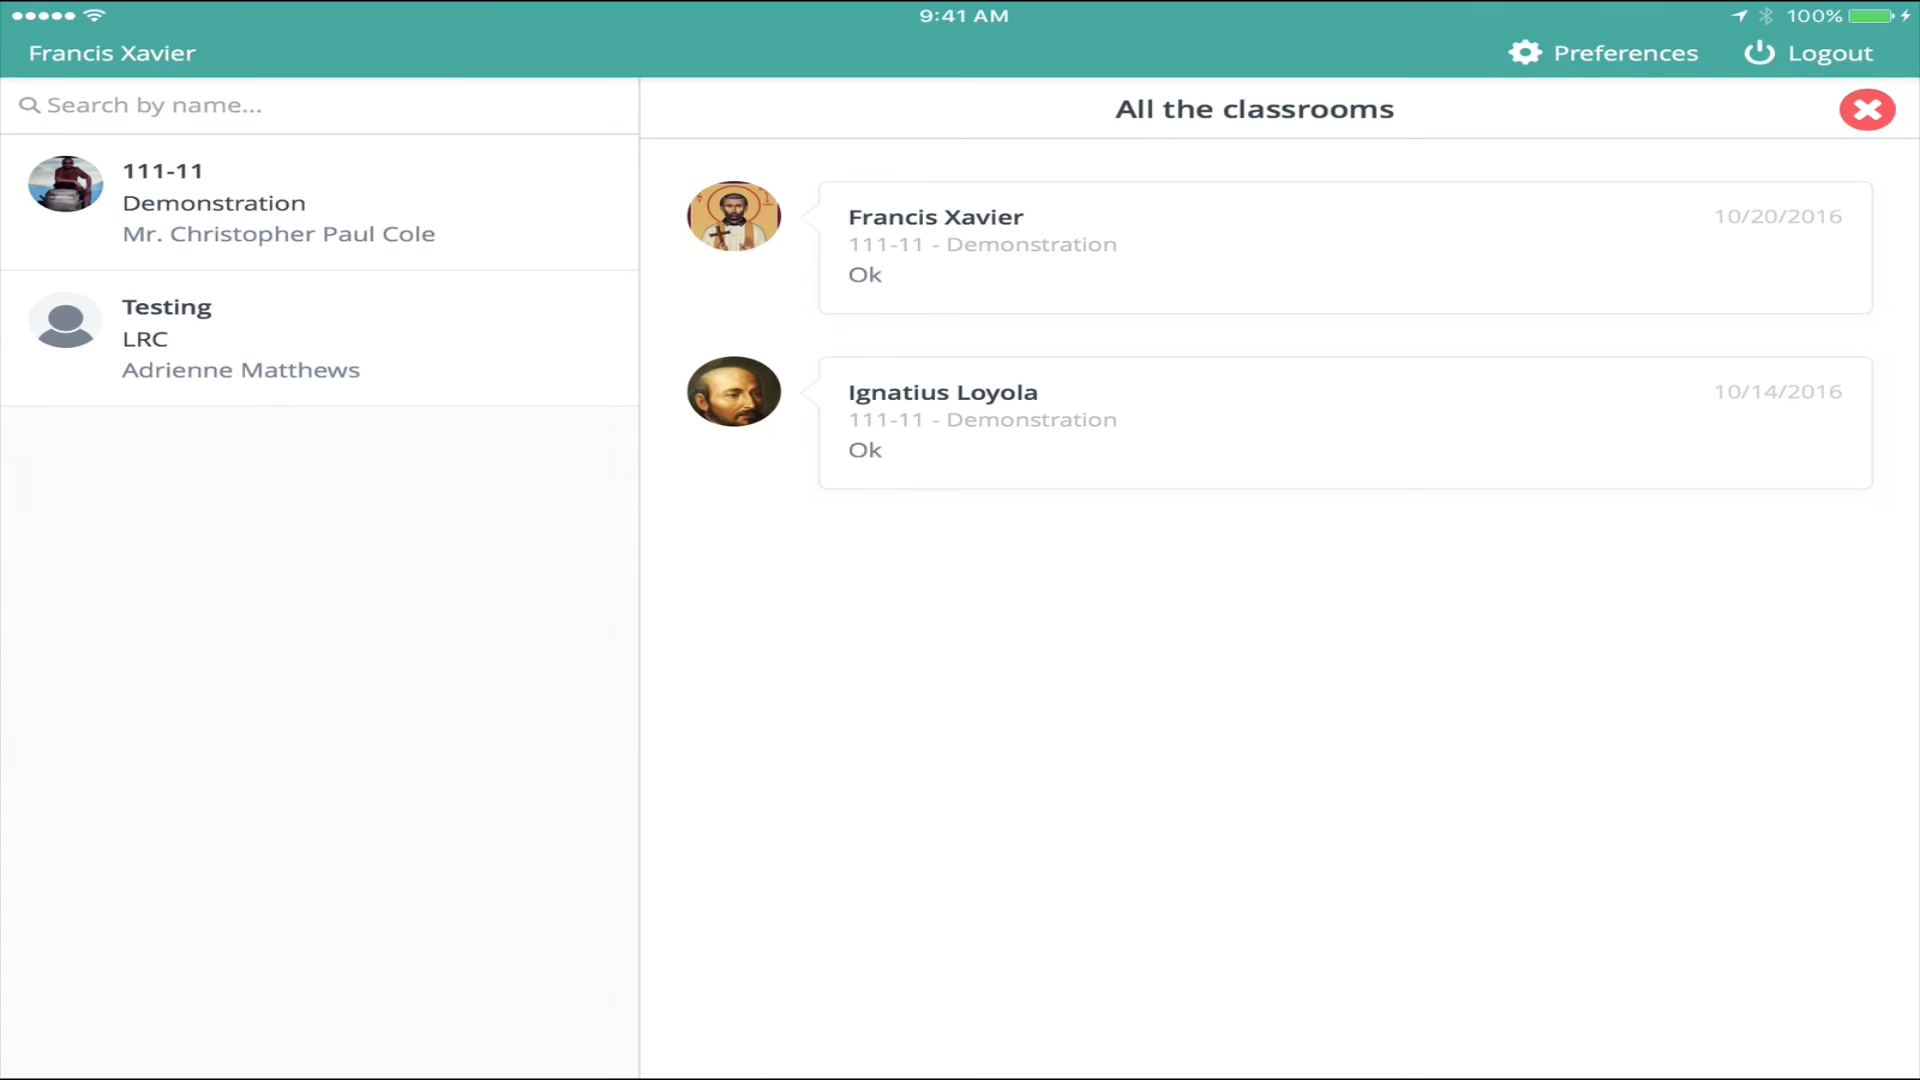 9:41 AM
100%
Francis Xavier
Preferences
Logout
Search by name...
111-11
Demonstration
Mr. Christopher Paul Cole
Testing
LRC
Adrienne Matthews
All the classrooms
Francis Xavier
10/20/2016
111-11 - Demonstration
Ok
Ignatius Loyola
10/14/2016
111-11 - Demonstration
Ok